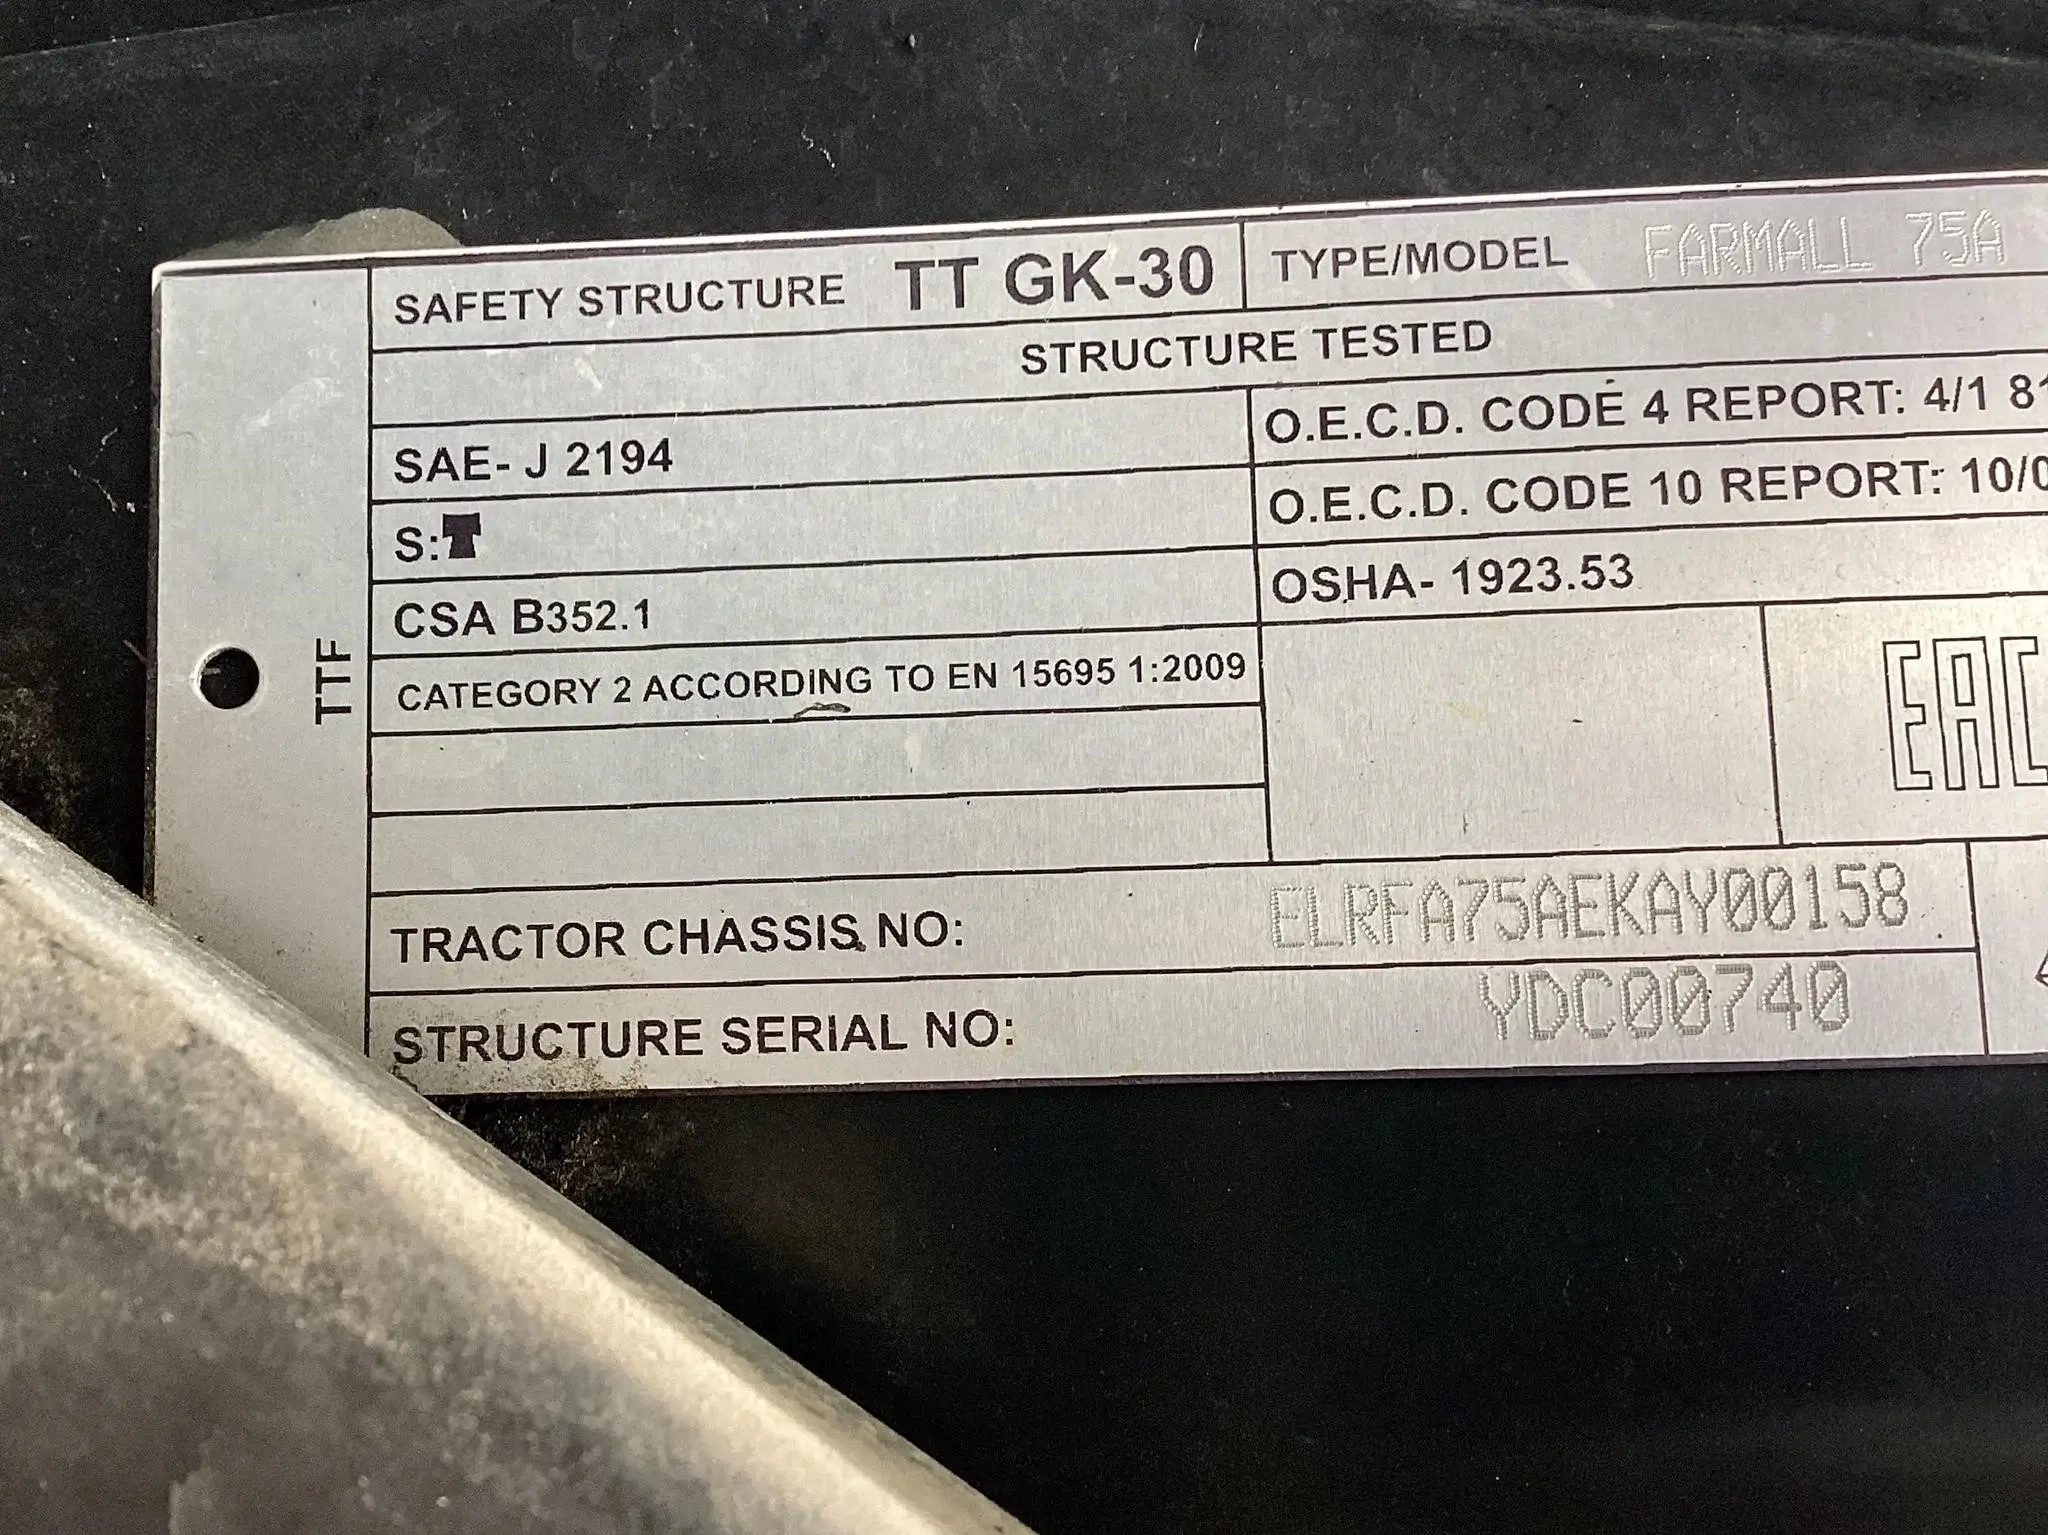 SAFETY STRUCTURE TT GK-30 TYPE/MODEL FARMALL 75A
STRUCTURE TESTED
SAE- J 2194
O.E.C.D. CODE 4 REPORT: 4/1 81
S:
O.E.C.D. CODE 10 REPORT: 10/0
CSA B352.1
OSHA- 1923.53
CATEGORY 2 ACCORDING TO EN 15695 1:2009
EAC
TTF
TRACTOR CHASSIS NO: ELRFA75AEKAY00158
STRUCTURE SERIAL NO: YDC00740